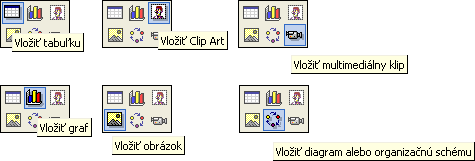 Vložiť tabuľku
Vložiť Clip Art
Vložiť multimediálny klip
Vložiť graf
Vložiť obrázok
Vložiť diagram alebo organizačnú schému